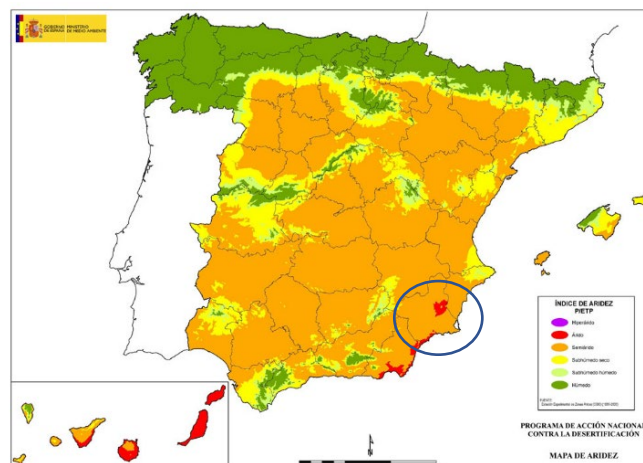 GOBIERNO DE ESPAÑA
MINISTERIO DE MEDIO AMBIENTE
ÍNDICE DE ARIDEZ
P/ETP
Hiperárido
Árido
Semiárido
Subhúmedo seco
Subhúmedo húmedo
Húmedo
PROGRAMA DE ACCIÓN NACIONAL
CONTRA LA DESERTIFICACIÓN
MAPA DE ARIDEZ